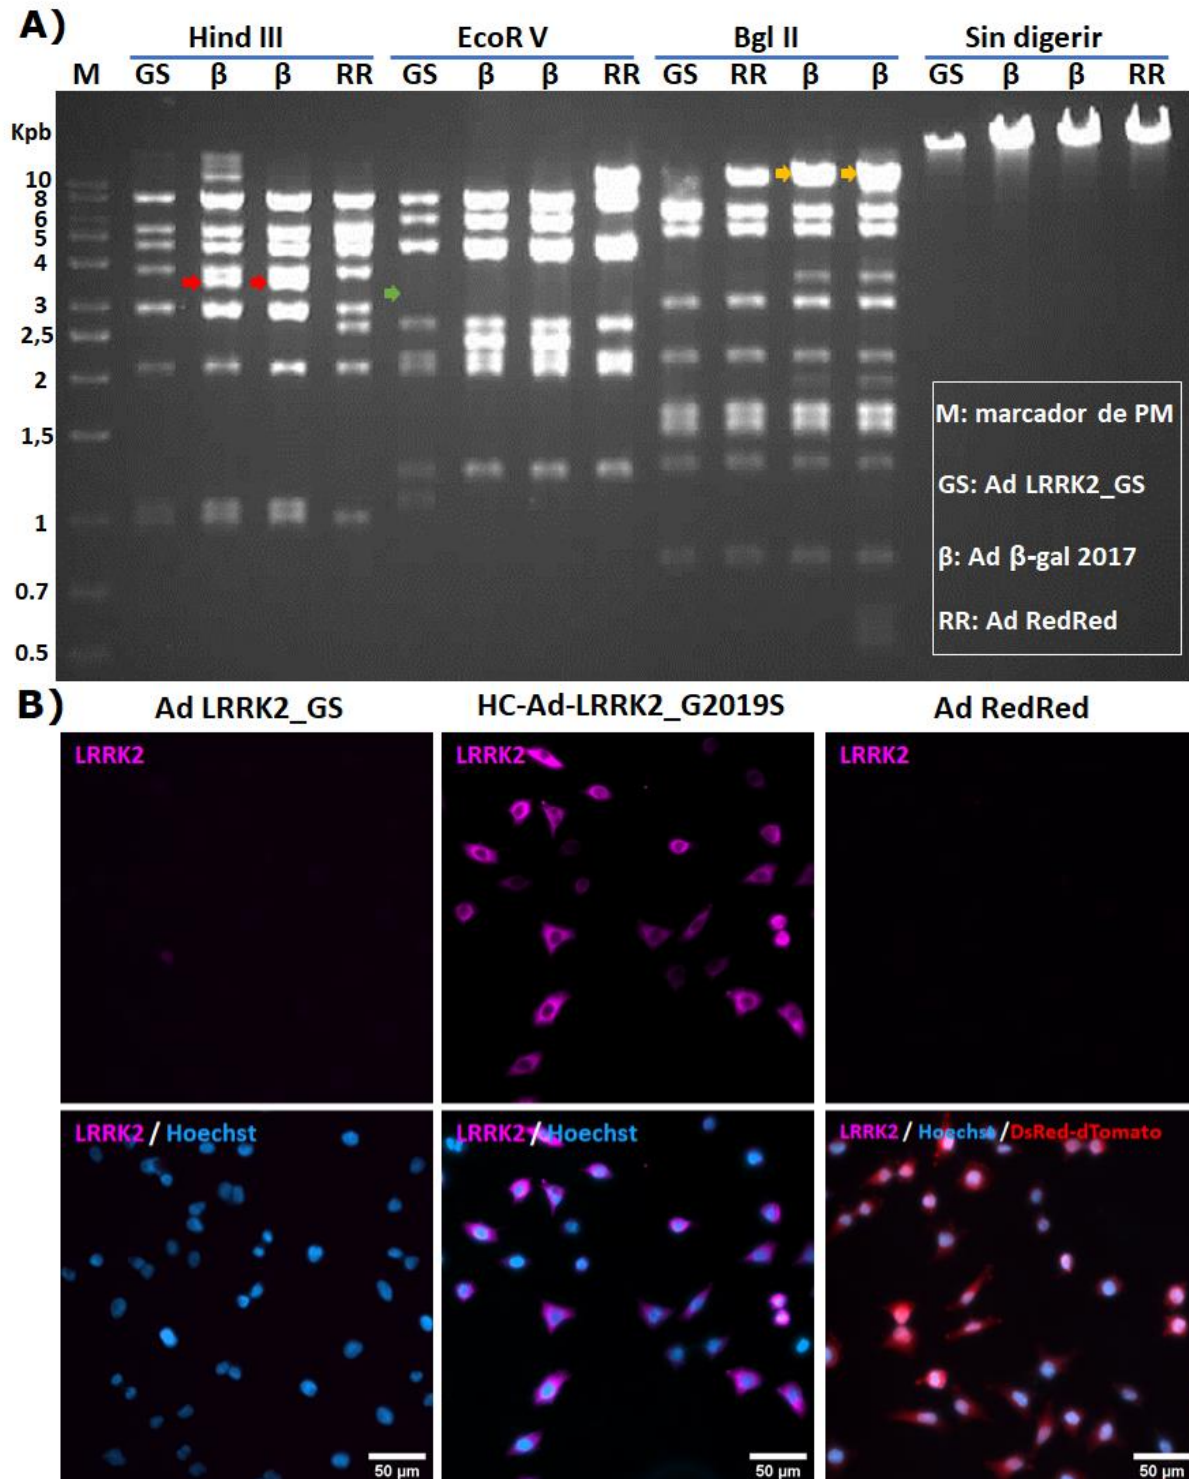 A)
Hind III EcoR V Bgl II Sin digerir
M GS β β RR GS β β RR GS RR β β GS β β RR
Kpb
10
8
6
5
4
3
2,5
2
1,5
1
0.7
0.5
M: marcador de PM
GS: Ad LRRK2_GS
β: Ad β-gal 2017
RR: Ad RedRed
B)
Ad LRRK2_GS HC-Ad-LRRK2_G2019S Ad RedRed
LRRK2 LRRK2 LRRK2
LRRK2 / Hoechst LRRK2 / Hoechst LRRK2 / Hoechst / DsRed-dTomato
50 µm 50 µm 50 µm